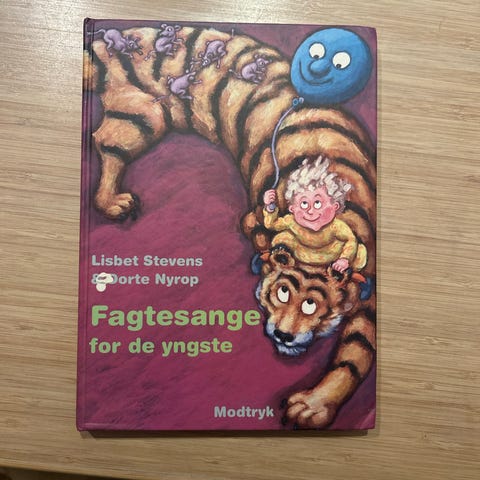 Lisbet Stevens
& Dorte Nyrop
Fagtesange
for de yngste
Modtryk